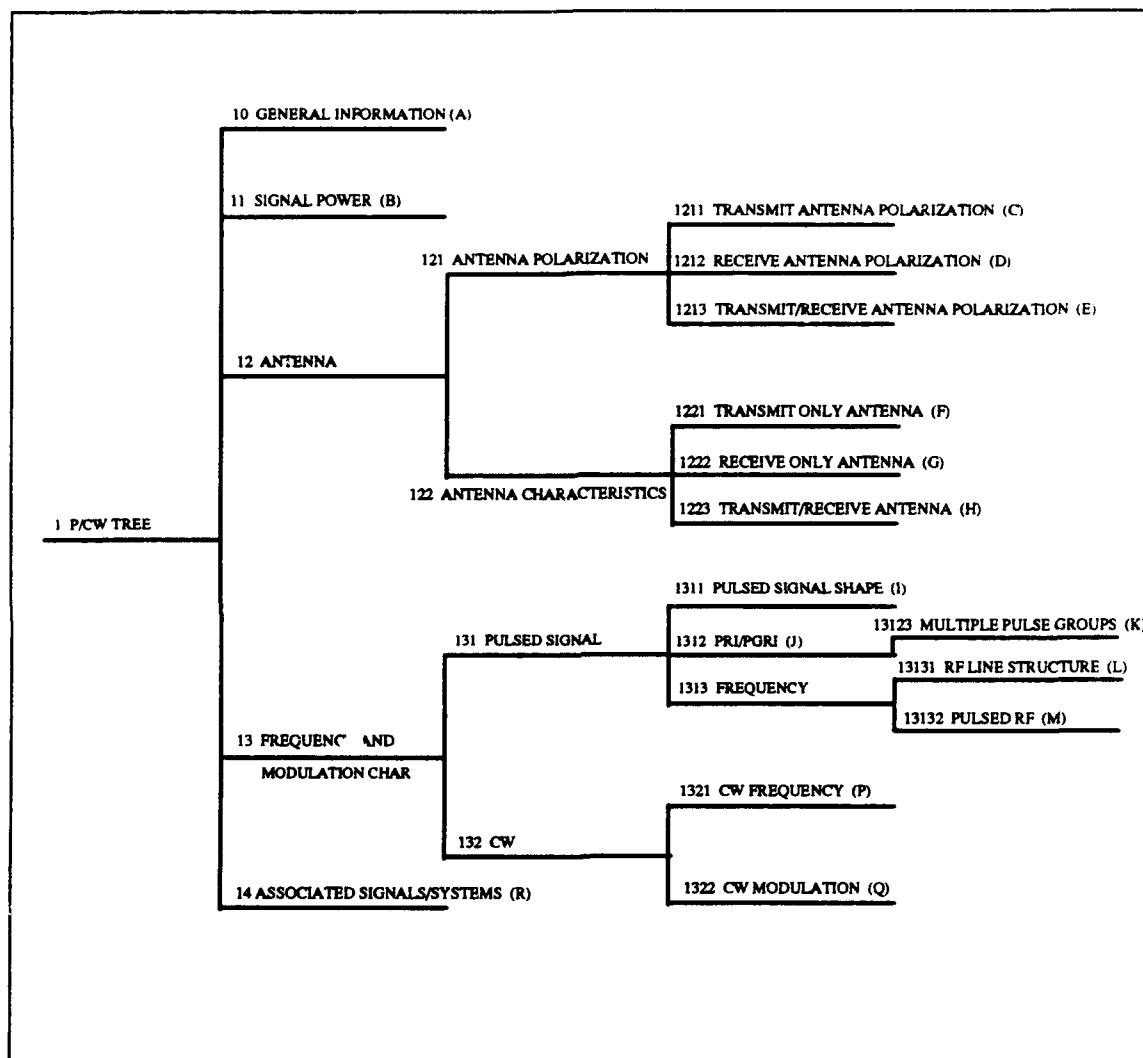 10 GENERAL INFORMATION (A)
11 SIGNAL POWER (B)
1211 TRANSMIT ANTENNA POLARIZATION (C)
121 ANTENNA POLARIZATION
1212 RECEIVE ANTENNA POLARIZATION (D)
1213 TRANSMIT/RECEIVE ANTENNA POLARIZATION (E)
12 ANTENNA
1221 TRANSMIT ONLY ANTENNA (F)
1222 RECEIVE ONLY ANTENNA (G)
122 ANTENNA CHARACTERISTICS
1223 TRANSMIT/RECEIVE ANTENNA (H)
1 P/CW TREE
1311 PULSED SIGNAL SHAPE (I)
13123 MULTIPLE PULSE GROUPS (K)
131 PULSED SIGNAL
1312 PRI/PGRI (J)
13131 RF LINE STRUCTURE (L)
1313 FREQUENCY
13132 PULSED RF (M)
13 FREQUENC AND
MODULATION CHAR
1321 CW FREQUENCY (P)
132 CW
1322 CW MODULATION (Q)
14 ASSOCIATED SIGNALS/SYSTEMS (R)